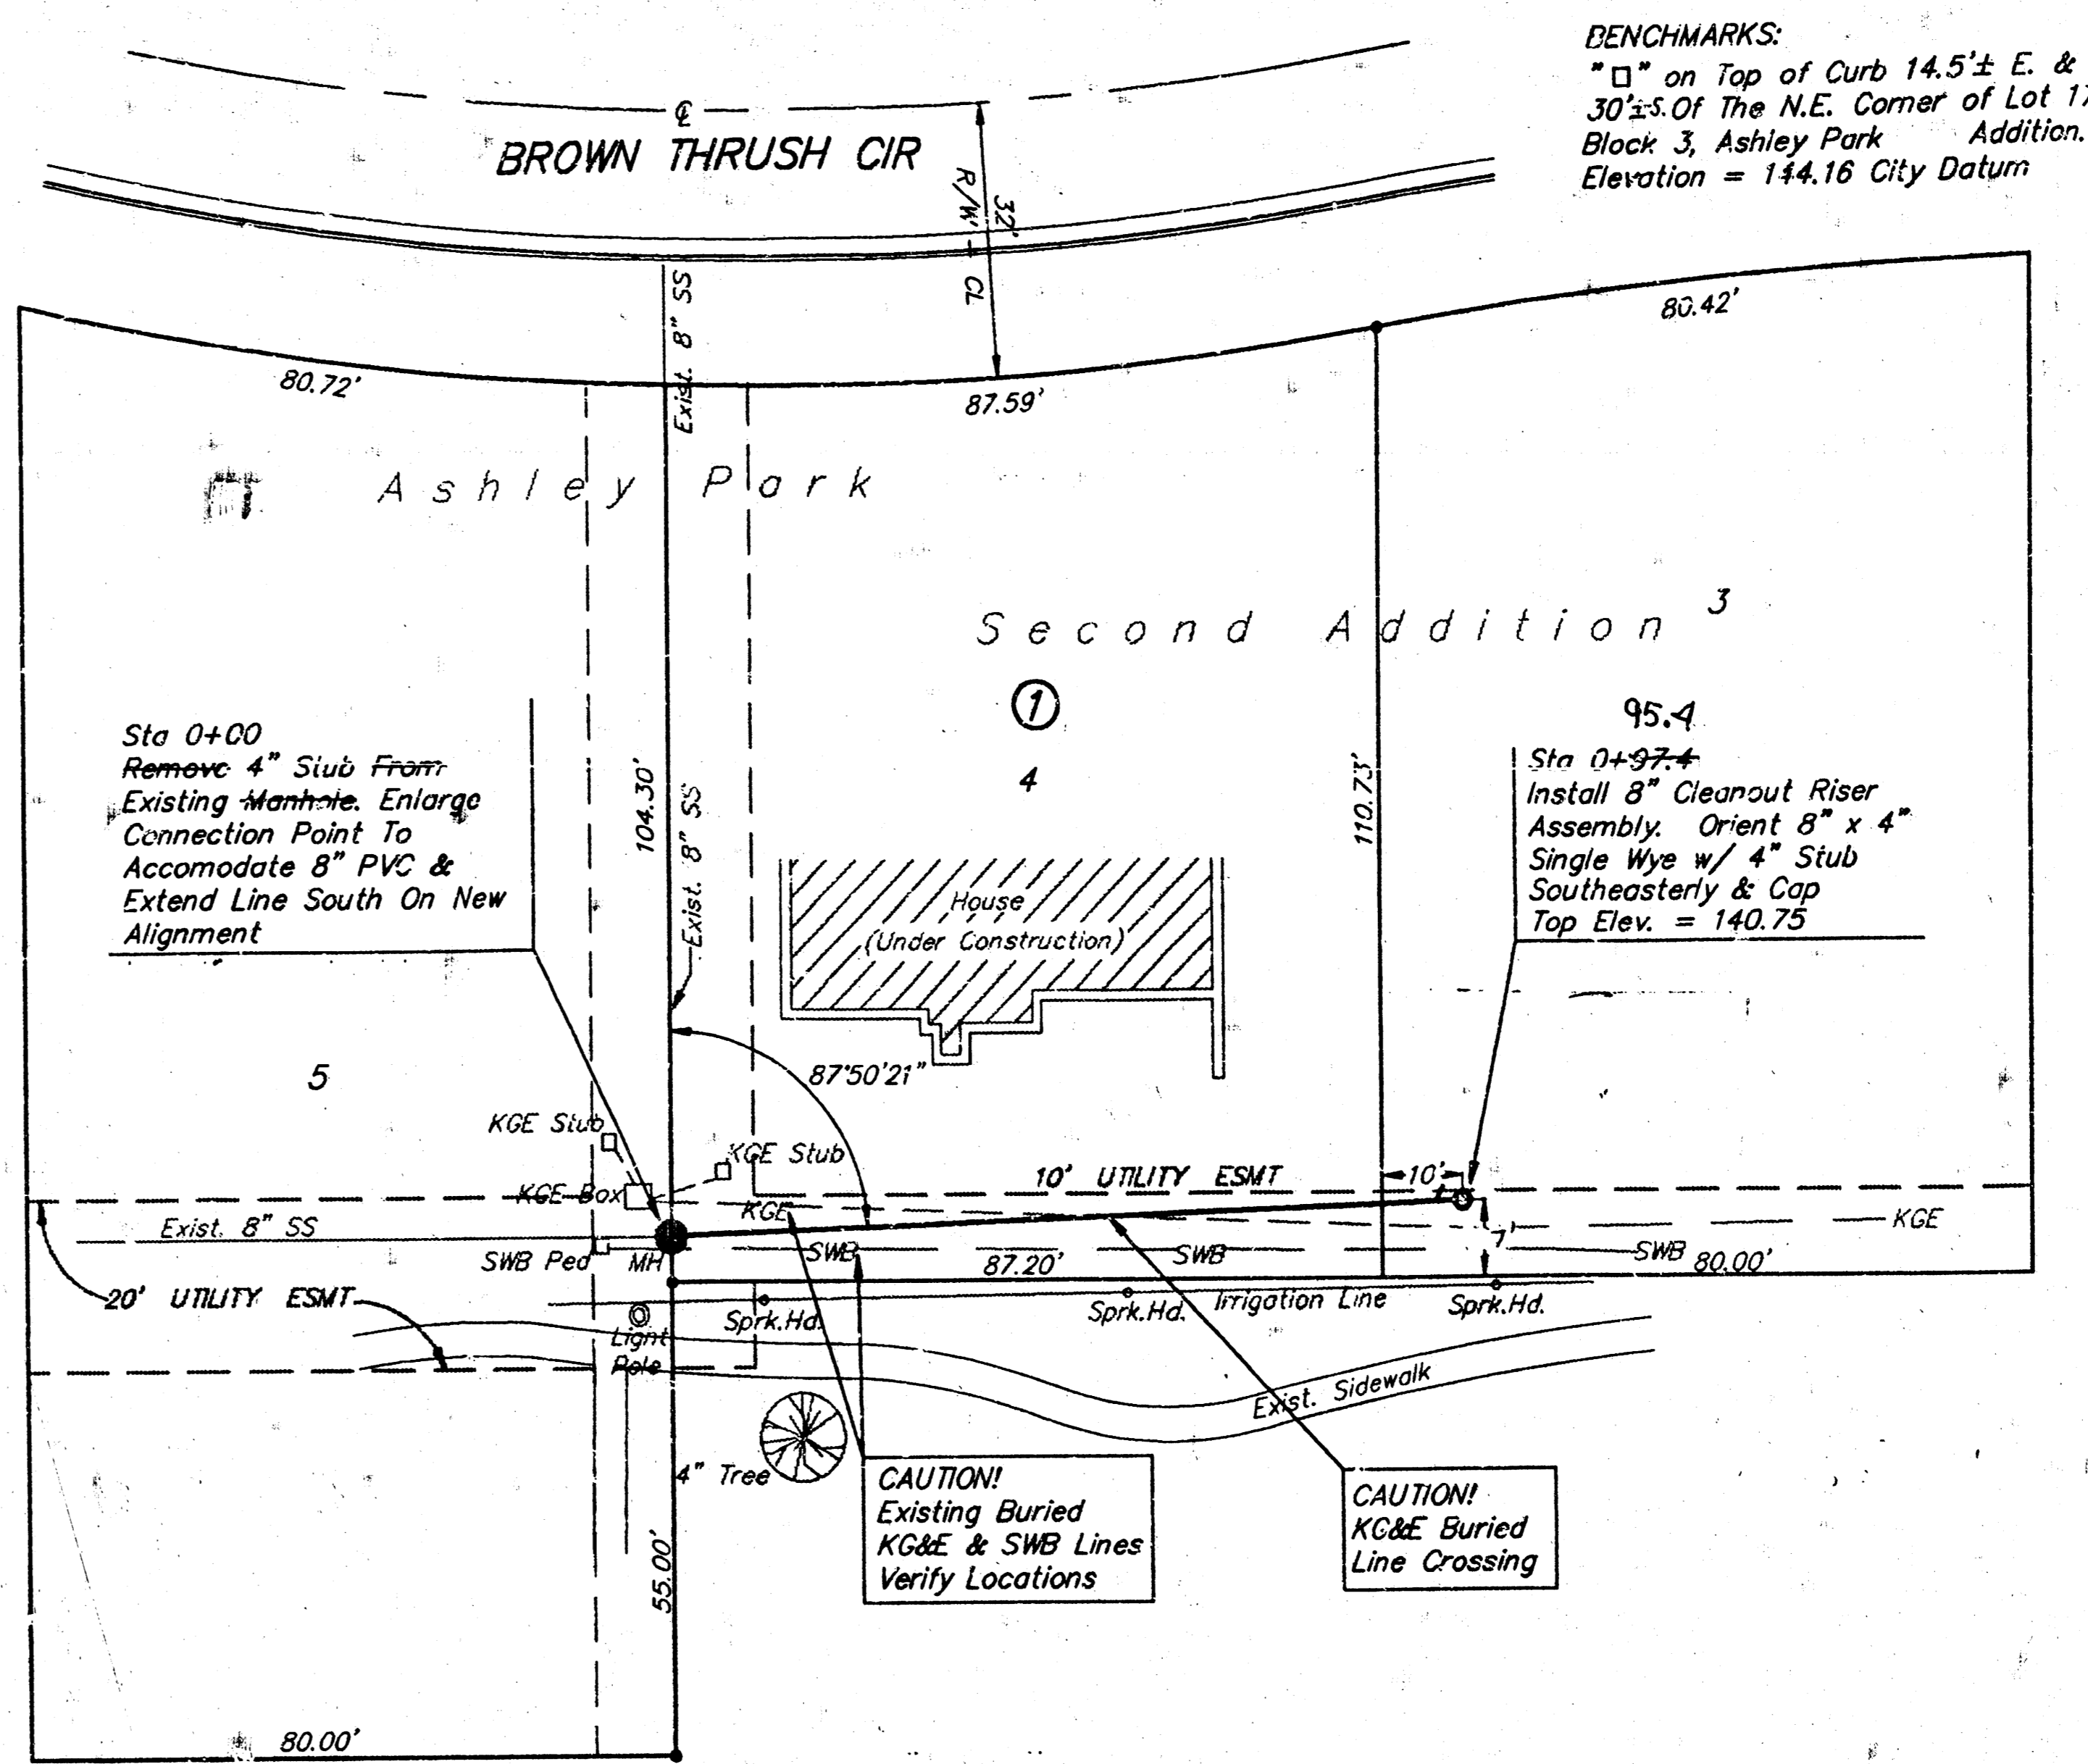 BENCHMARKS:
"□" on Top of Curb 14.5'± E. &
30'±S. Of The N.E. Corner of Lot 17
Block 3, Ashley Park Addition.
Elevation = 144.16 City Datum
℄
BROWN THRUSH CIR
32'
R/W - CL
Exist. 8" SS
80.72'
87.59'
80.42'
Ashley Park
Second Addition
3
1
4
5
Sta 0+00
Remove 4" Stub From
Existing Manhole. Enlarge
Connection Point To
Accomodate 8" PVC &
Extend Line South On New
Alignment
104.30'
Exist. 8" SS
110.73'
95.4
Sta 0+97.4
Install 8" Cleanout Riser
Assembly. Orient 8" x 4"
Single Wye w/ 4" Stub
Southeasterly & Cap
Top Elev. = 140.75
House
(Under Construction)
87°50'21"
KGE Stub
KGE Stub
KGE Box
10' UTILITY ESMT
10'
KGE
KGE
7'
Exist. 8" SS
SWB Ped
MH
SWB
SWB
SWB
87.20'
80.00'
20' UTILITY ESMT
Light
Pole
Sprk.Hd.
Sprk.Hd.
Irrigation Line
Sprk.Hd.
Exist. Sidewalk
4" Tree
CAUTION!
Existing Buried
KG&E & SWB Lines
Verify Locations
CAUTION!
KG&E Buried
Line Crossing
55.00'
80.00'